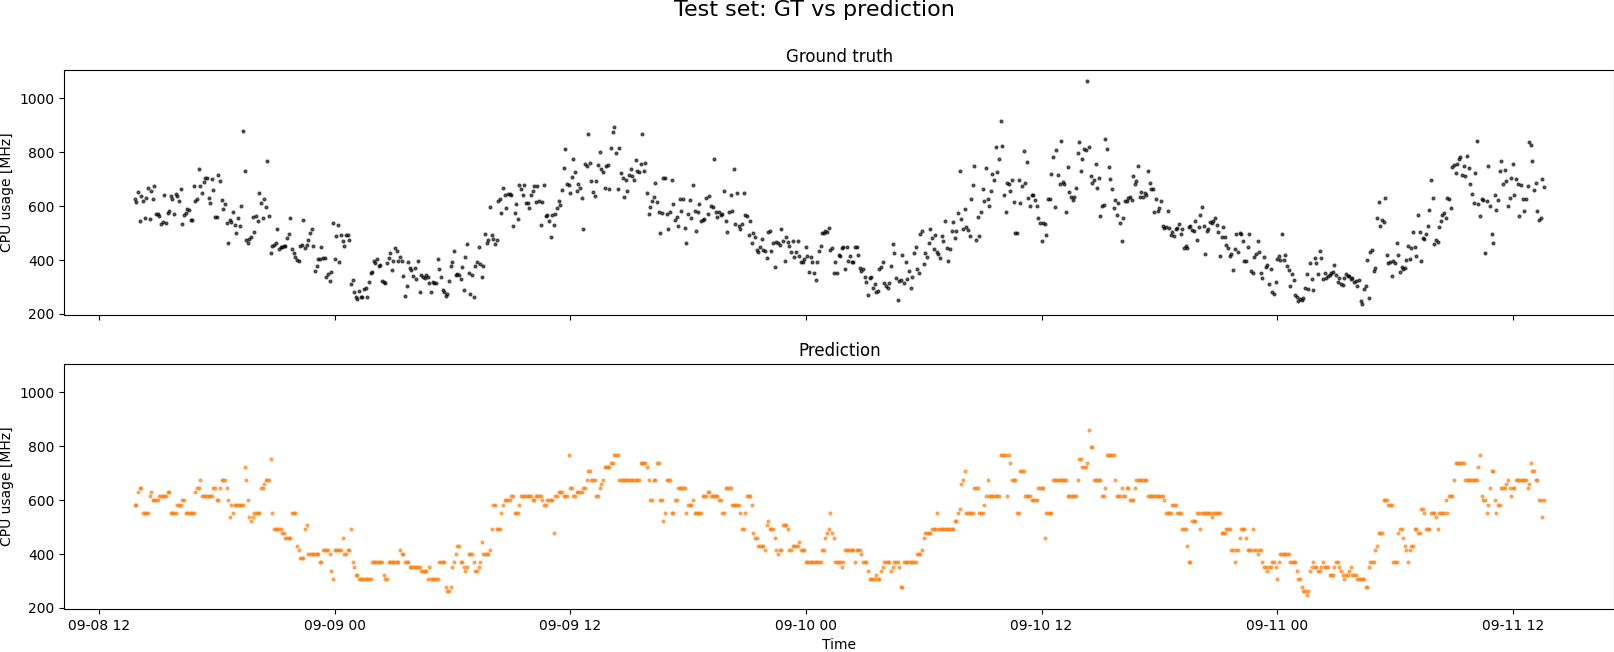 Test set: GT vs prediction
Ground truth
CPU usage [MHz]
1000
800
600
400
200
Prediction
CPU usage [MHz]
1000
800
600
400
200
09-08 12 09-09 00 09-09 12 09-10 00 09-10 12 09-11 00 09-11 12
Time